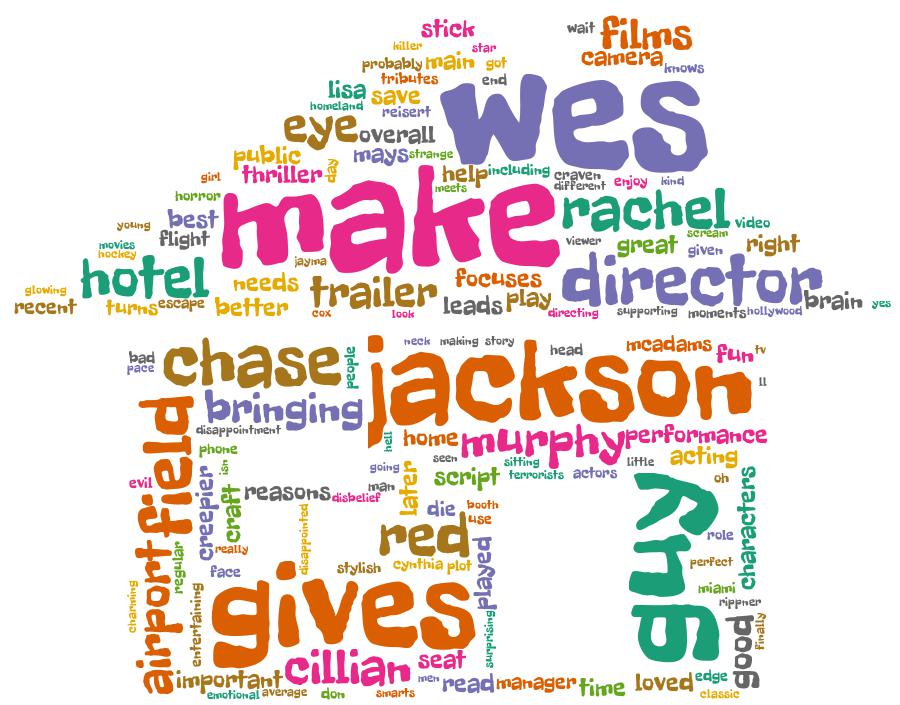 stick
wait
films
killer
star
camera
probably
main
got
knows
tributes
end
lisa
save
wes
homeland
reisert
eye
overall
public
day
mays
strange
help
including
craven
girl
thriller
meets
different
enjoy
kind
horror
make
rachel
young
best
video
movies
flight
viewer
great
scream
given
right
hockey
jayma
hotel
needs
focuses
director
glowing
trailer
recent
turns
escape
better
cox
look
leads
play
directing
supporting
moments
hollywood
brain
yes
bad
chase
people
neck
making
story
head
mcadams
fun
tv
pace
jackson
ll
bringing
disappointment
hell
home
murphy
performance
phone
seen
sitting
little
acting
field
isn
going
script
terrorists
actors
oh
evil
creepier
craft
reasons
disbelief
man
later
guy
characters
die
booth
use
red
role
airport
regular
really
disappointed
played
perfect
face
stylish
cynthia
plot
miami
charming
entertaining
gives
surprising
rippner
good
finally
important
cillian
seat
emotional
average
don
smarts
men
read
manager
time
loved
edge
classic